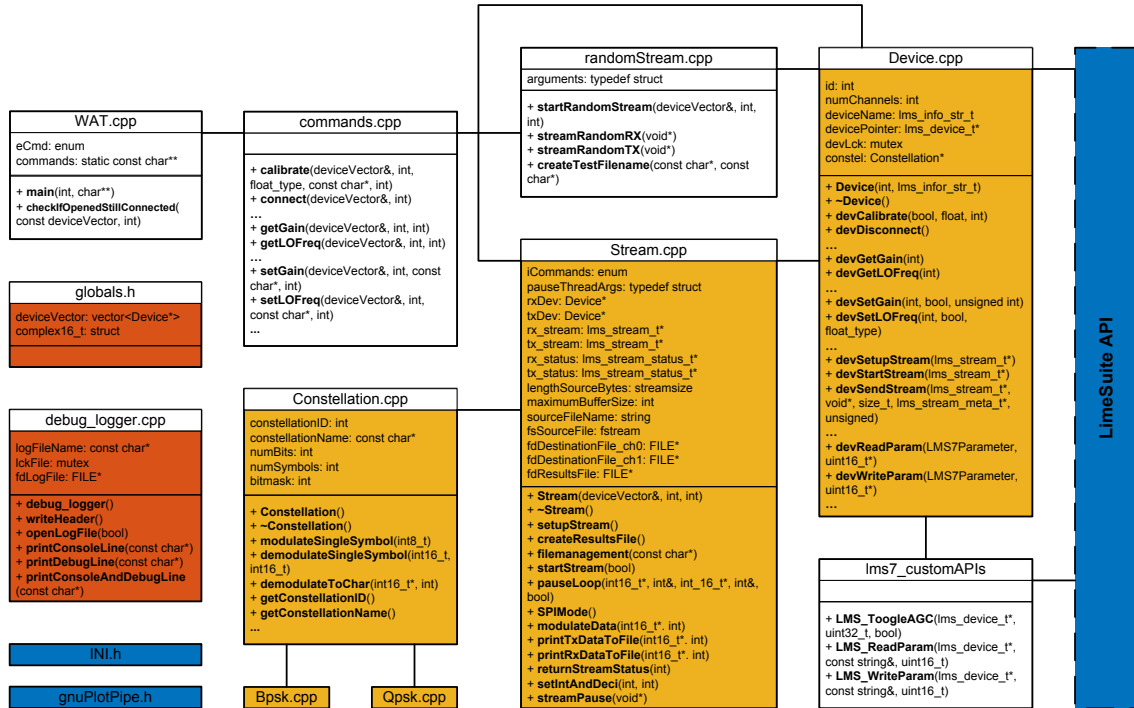 WAT.cpp
eCmd: enum
commands: static const char**
+ main(int, char**)
+ checkIfOpenedStillConnected(
const deviceVector, int)
globals.h
deviceVector: vector<Device*>
complex16_t: struct
debug_logger.cpp
logFileName: const char*
lckFile: mutex
fdLogFile: FILE*
+ debug_logger()
+ writeHeader()
+ openLogFile(bool)
+ printConsoleLine(const char*)
+ printDebugLine(const char*)
+ printConsoleAndDebugLine
(const char*)
INI.h
gnuPlotPipe.h
commands.cpp
+ calibrate(deviceVector&, int,
float_type, const char*, int)
+ connect(deviceVector&, int)
...
+ getGain(deviceVector&, int, int)
+ getLOFreq(deviceVector&, int, int)
...
+ setGain(deviceVector&, int, const
char*, int)
+ setLOFreq(deviceVector&, int,
const char*, int)
...
Constellation.cpp
constellationID: int
constellationName: const char*
numBits: int
numSymbols: int
bitmask: int
+ Constellation()
+ ~Constellation()
+ modulateSingleSymbol(int8_t)
+ demodulateSingleSymbol(int16_t,
int16_t)
+ demodulateToChar(int16_t*, int)
+ getConstellationID()
+ getConstellationName()
...
Bpsk.cpp
Qpsk.cpp
randomStream.cpp
arguments: typedef struct
+ startRandomStream(deviceVector&, int,
int)
+ streamRandomRX(void*)
+ streamRandomTX(void*)
+ createTestFilename(const char*, const
char*)
Stream.cpp
iCommands: enum
pauseThreadArgs: typedef struct
rxDev: Device*
txDev: Device*
rx_stream: lms_stream_t*
tx_stream: lms_stream_t*
rx_status: lms_stream_status_t*
tx_status: lms_stream_status_t*
lengthSourceBytes: streamsize
maximumBufferSize: int
sourceFileName: string
fsSourceFile: fstream
fdDestinationFile_ch0: FILE*
fdDestinationFile_ch1: FILE*
fdResultsFile: FILE*
+ Stream(deviceVector&, int, int)
+ ~Stream()
+ setupStream()
+ createResultsFile()
+ filemanagement(const char*)
+ startStream(bool)
+ pauseLoop(int16_t*, int&, int_16_t*, int&,
bool)
+ SPIMode()
+ modulateData(int16_t*. int)
+ printTxDataToFile(int16_t*. int)
+ printRxDataToFile(int16_t*. int)
+ returnStreamStatus(int)
+ setIntAndDeci(int, int)
+ streamPause(void*)
Device.cpp
id: int
numChannels: int
deviceName: lms_info_str_t
devicePointer: lms_device_t*
devLck: mutex
constel: Constellation*
+ Device(int, lms_infor_str_t)
+ ~Device()
+ devCalibrate(bool, float, int)
+ devDisconnect()
...
+ devGetGain(int)
+ devGetLOFreq(int)
...
+ devSetGain(int, bool, unsigned int)
+ devSetLOFreq(int, bool,
float_type)
...
+ devSetupStream(lms_stream_t*)
+ devStartStream(lms_stream_t*)
+ devSendStream(lms_stream_t*,
void*, size_t, lms_stream_meta_t*,
unsigned)
...
+ devReadParam(LMS7Parameter,
uint16_t*)
+ devWriteParam(LMS7Parameter,
uint16_t*)
...
lms7_customAPIs
+ LMS_ToogleAGC(lms_device_t*,
uint32_t, bool)
+ LMS_ReadParam(lms_device_t*,
const string&, uint16_t)
+ LMS_WriteParam(lms_device_t*,
const string&, uint16_t)
LimeSuite API